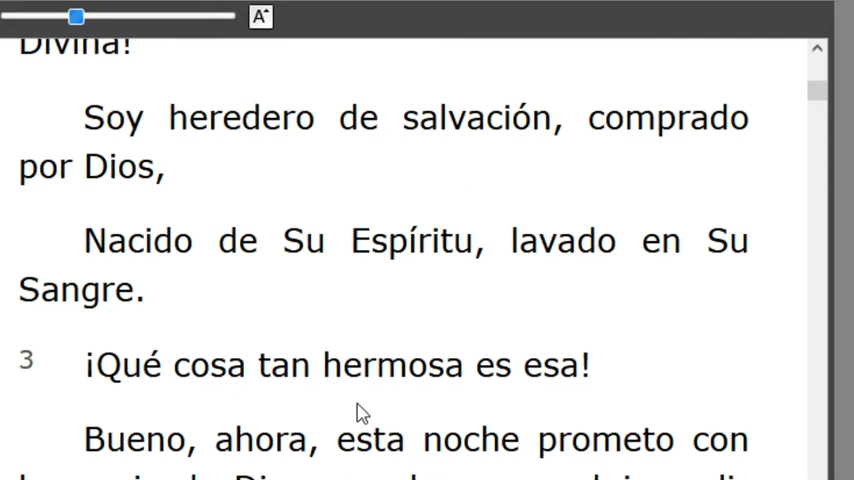 A
Divina!
Soy heredero de salvación, comprado
por Dios,
Nacido de Su Espíritu, lavado en Su
Sangre.
3 ¡Qué cosa tan hermosa es esa!
Bueno, ahora, esta noche prometo con